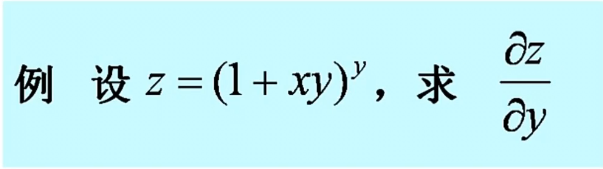 例 设 z = (1 + xy)^y，求 ∂z/∂y